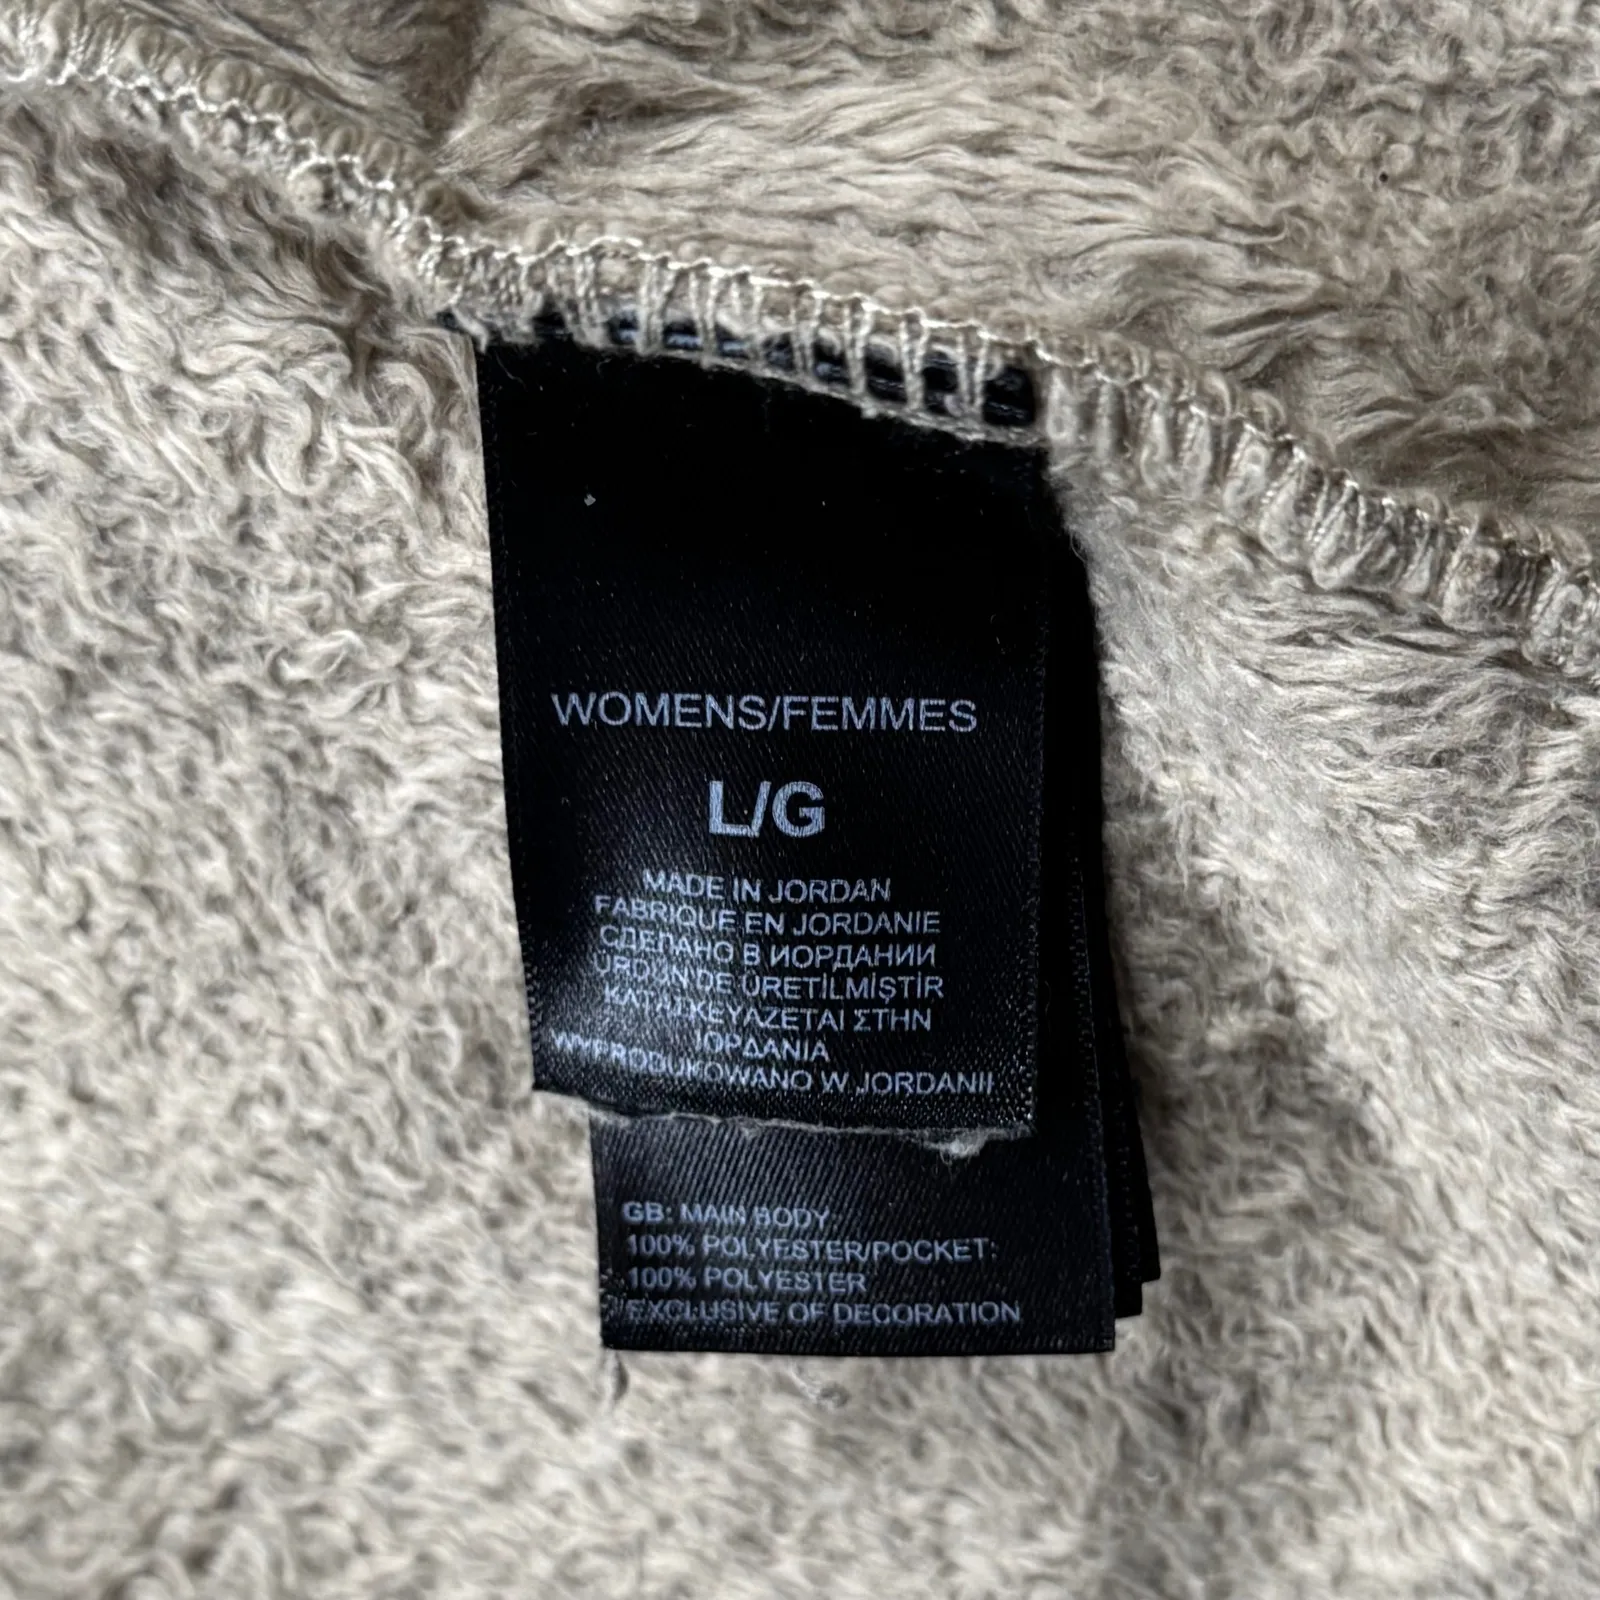 WOMENS/FEMMES
L/G
MADE IN JORDAN
FABRIQUE EN JORDANIE
СДЕЛАНО В ИОРДАНИИ
ÜRDÜN'DE ÜRETİLMİŞTİR
ΚΑΤΑΣΚΕΥΑΖΕΤΑΙ ΣΤΗΝ
ΙΟΡΔΑΝΙΑ
WYPRODUKOWANO W JORDANII
GB: MAIN BODY:
100% POLYESTER/POCKET:
100% POLYESTER
EXCLUSIVE OF DECORATION